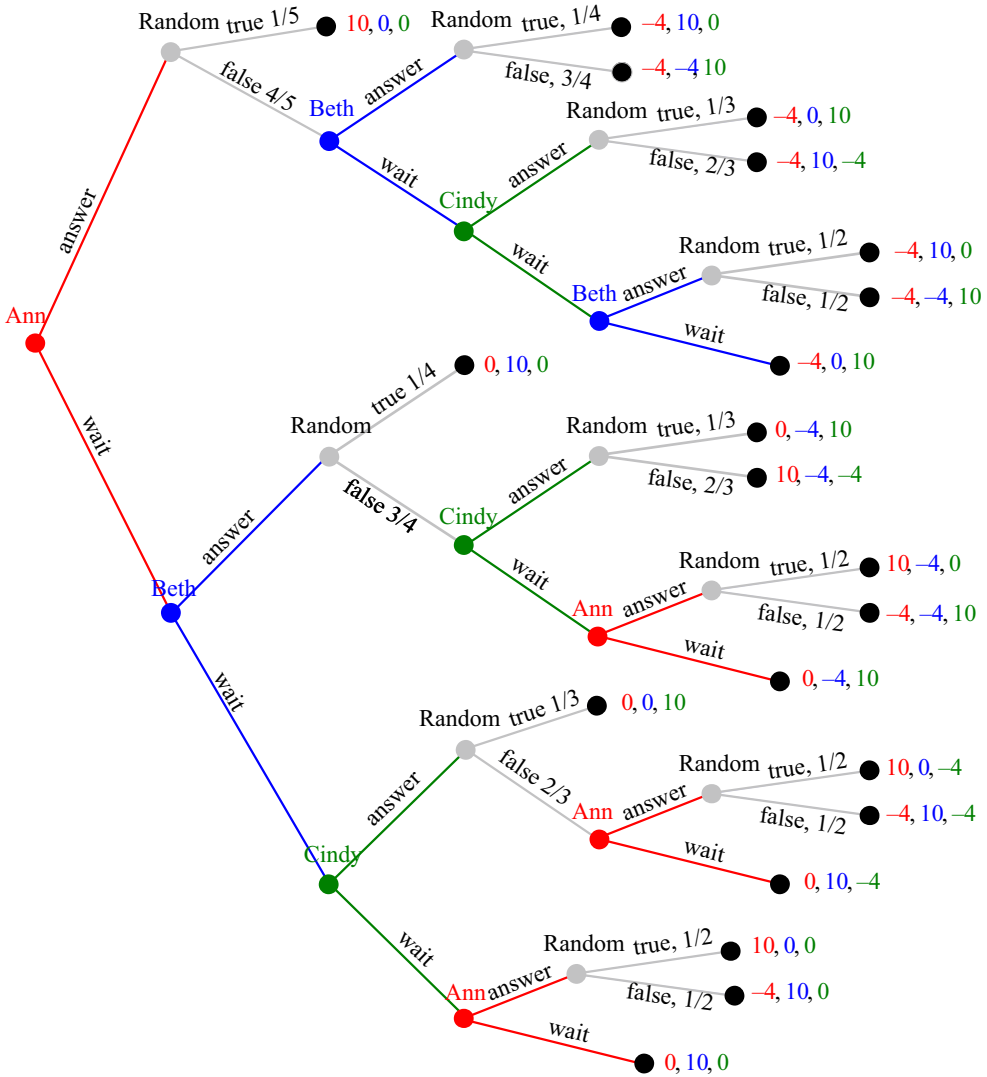 Random true 1/5 10, 0, 0
Random true, 1/4 –4, 10, 0
false 4/5
false, 3/4 –4, –4, 10
Beth answer
Random true, 1/3 –4, 0, 10
wait
answer false, 2/3 –4, 10, –4
Cindy
answer
Random true, 1/2 –4, 10, 0
wait
Beth answer false, 1/2 –4, –4, 10
Ann
wait –4, 0, 10
true 1/4 0, 10, 0
wait
Random
Random true, 1/3 0, –4, 10
answer false, 2/3 10, –4, –4
false 3/4
Cindy
answer
Random true, 1/2 10, –4, 0
wait
Beth
Ann answer false, 1/2 –4, –4, 10
wait 0, –4, 10
wait
Random true 1/3 0, 0, 10
false 2/3
Random true, 1/2 10, 0, –4
answer
Ann answer false, 1/2 –4, 10, –4
Cindy
wait 0, 10, –4
wait
Random true, 1/2 10, 0, 0
Ann answer false, 1/2 –4, 10, 0
wait 0, 10, 0